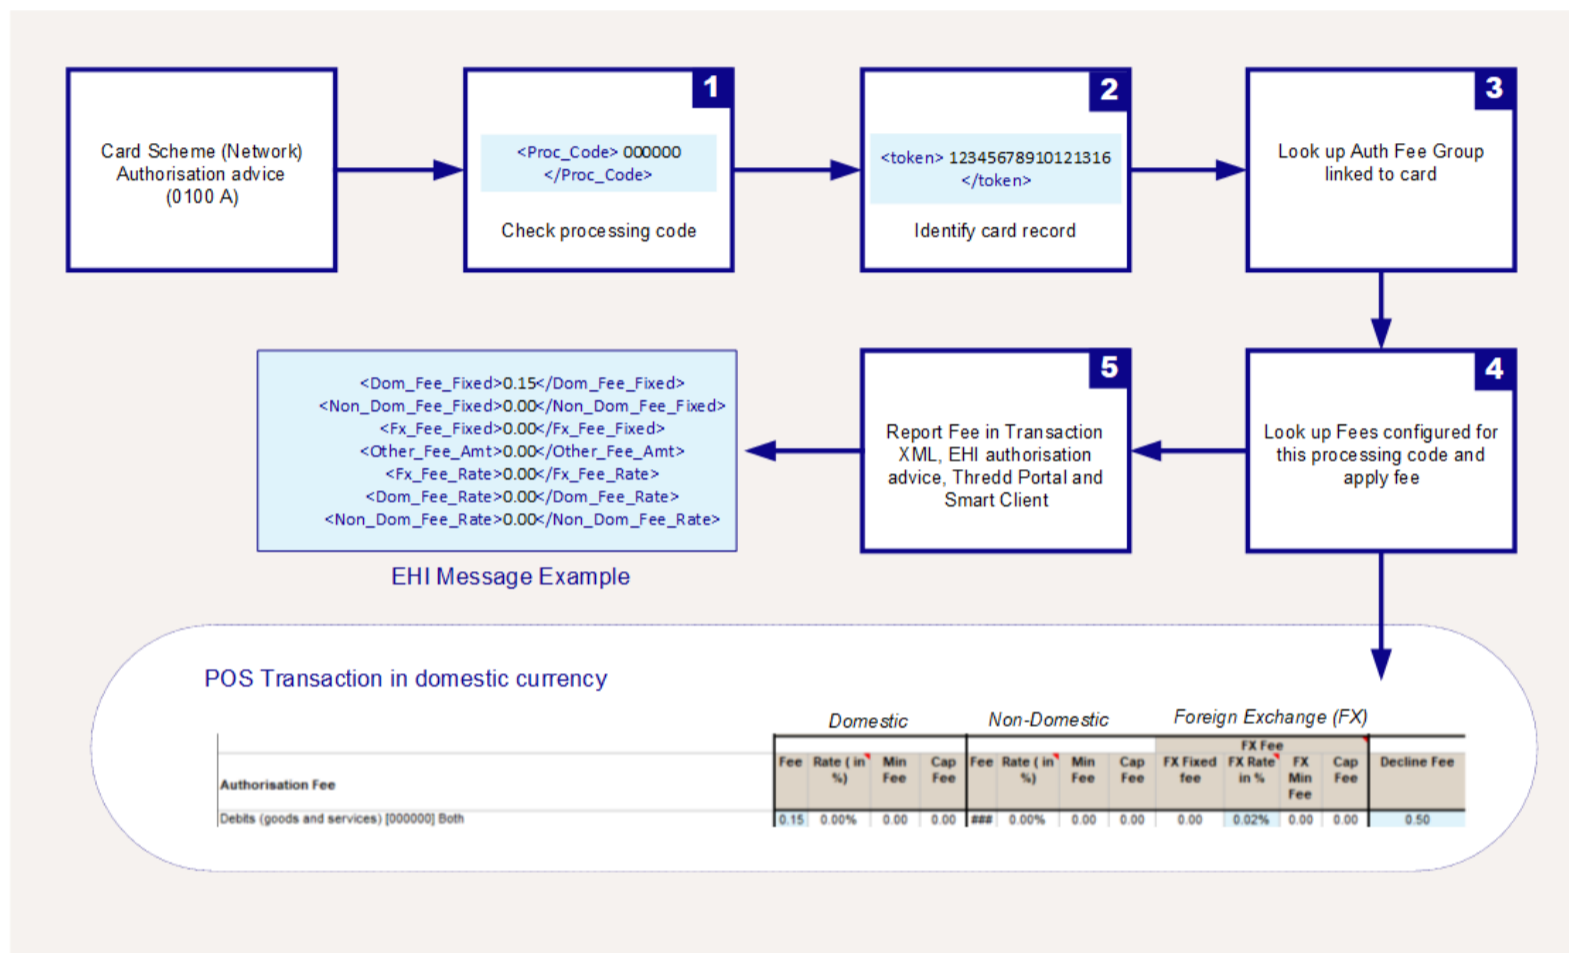 Card Scheme (Network)
Authorisation advice
(0100 A)
1
<Proc_Code> 000000
</Proc_Code>
Check processing code
2
<token> 12345678910121316
</token>
Identify card record
3
Look up Auth Fee Group
linked to card
4
Look up Fees configured for
this processing code and
apply fee
5
Report Fee in Transaction
XML, EHI authorisation
advice, Thredd Portal and
Smart Client
<Dom_Fee_Fixed>0.15</Dom_Fee_Fixed>
<Non_Dom_Fee_Fixed>0.00</Non_Dom_Fee_Fixed>
<Fx_Fee_Fixed>0.00</Fx_Fee_Fixed>
<Other_Fee_Amt>0.00</Other_Fee_Amt>
<Fx_Fee_Rate>0.00</Fx_Fee_Rate>
<Dom_Fee_Rate>0.00</Dom_Fee_Rate>
<Non_Dom_Fee_Rate>0.00</Non_Dom_Fee_Rate>
EHI Message Example
POS Transaction in domestic currency
Domestic Non-Domestic Foreign Exchange (FX)
FX Fee
Authorisation Fee
Fee
Rate ( in
%)
Min
Fee
Cap
Fee
Fee
Rate ( in
%)
Min
Fee
Cap
Fee
FX Fixed
fee
FX Rate
in %
FX
Min
Fee
Cap
Fee
Decline Fee
Debits (goods and services) [000000] Both 0.15 0.00% 0.00 0.00 ### 0.00% 0.00 0.00 0.00 0.02% 0.00 0.00 0.50